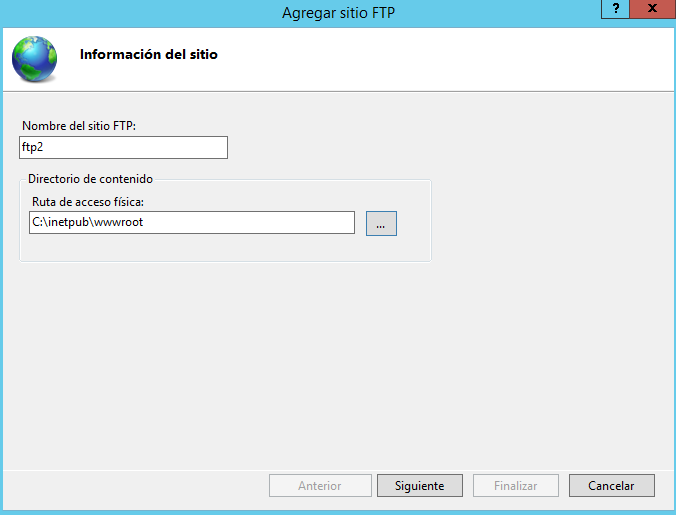 Agregar sitio FTP
? x
Información del sitio
Nombre del sitio FTP:
ftp2
Directorio de contenido
Ruta de acceso física:
C:\inetpub\wwwroot
...
Anterior Siguiente Finalizar Cancelar